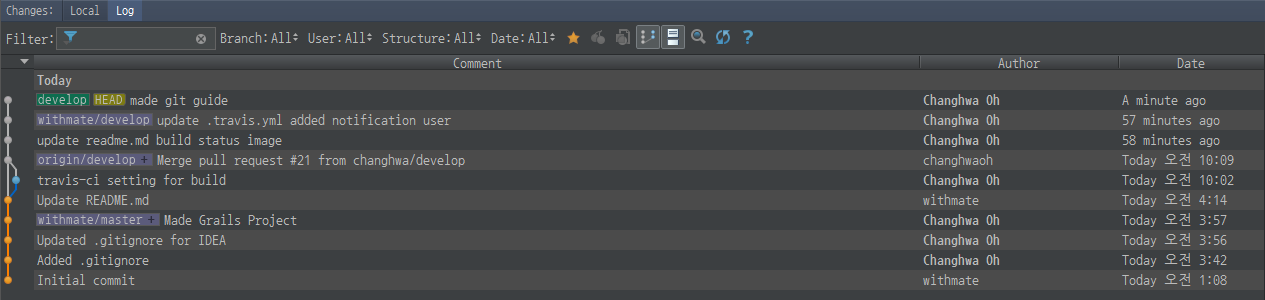 Changes: Local Log
Filter: Branch: All User: All Structure: All Date: All ?
Comment Author Date
Today
develop HEAD made git guide Changhwa Oh A minute ago
withmate/develop update .travis.yml added notification user Changhwa Oh 57 minutes ago
update readme.md build status image Changhwa Oh 58 minutes ago
origin/develop + Merge pull request #21 from changhwa/develop changhwaoh Today 오전 10:09
travis-ci setting for build Changhwa Oh Today 오전 10:02
Update README.md withmate Today 오전 4:14
withmate/master + Made Grails Project Changhwa Oh Today 오전 3:57
Updated .gitignore for IDEA Changhwa Oh Today 오전 3:56
Added .gitignore Changhwa Oh Today 오전 3:42
Initial commit withmate Today 오전 1:08